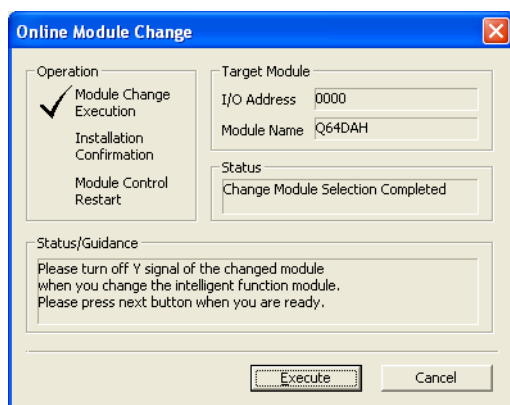 Online Module Change
Operation
Module Change
Execution
Installation
Confirmation
Module Control
Restart
Target Module
I/O Address 0000
Module Name Q64DAH
Status
Change Module Selection Completed
Status/Guidance
Please turn off Y signal of the changed module
when you change the intelligent function module.
Please press next button when you are ready.
Execute
Cancel